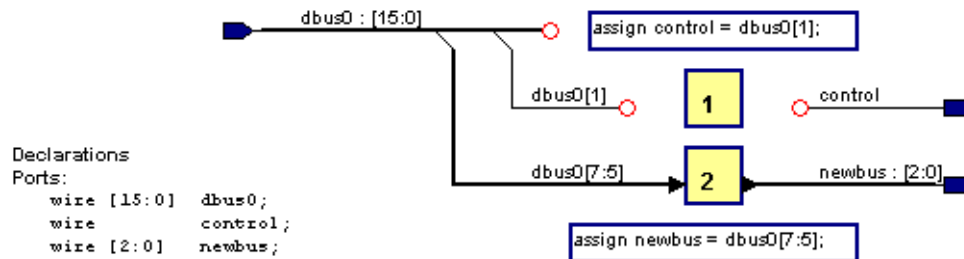 dbus0 : [15:0]
assign control = dbus0[1];
dbus0[1]
1
control
dbus0[7:5]
2
newbus : [2:0]
assign newbus = dbus0[7:5];
Declarations
Ports:
wire [15:0] dbus0;
wire control;
wire [2:0] newbus;